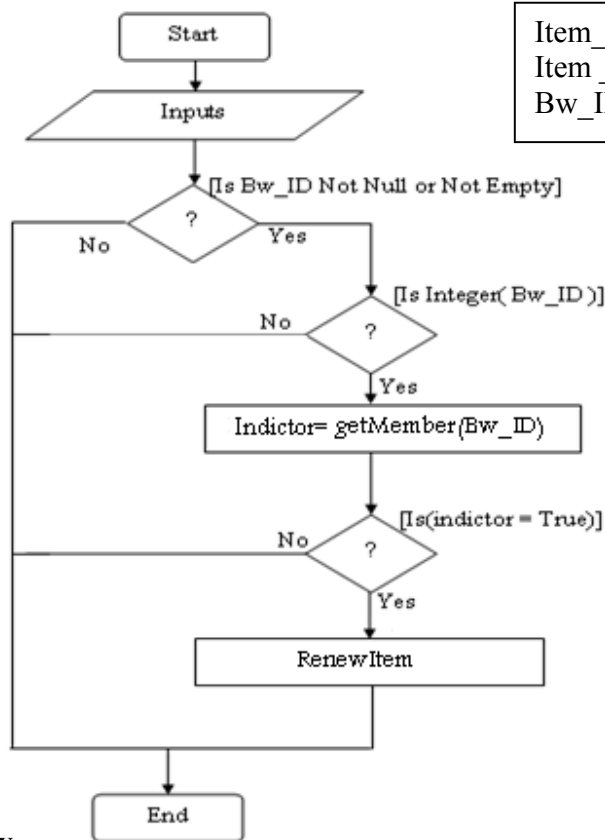 Start
Item_
Item_
Bw_I
Inputs
[Is Bw_ID Not Null or Not Empty]
?
No
Yes
[Is Integer( Bw_ID )]
No
?
Yes
Indictor= getMember(Bw_ID)
[Is(indictor = True)]
No
?
Yes
RenewItem
End